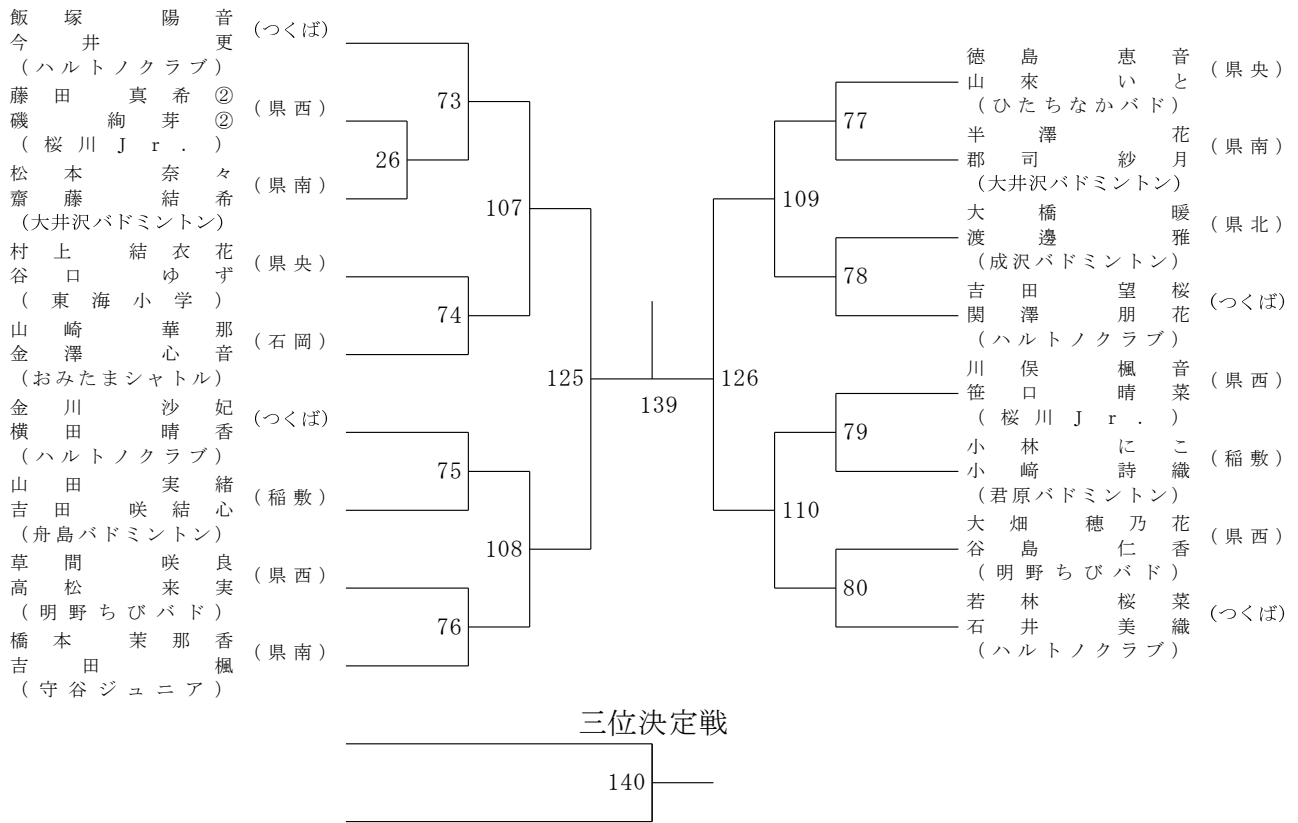 飯塚 陽音
今井 更
(ハルトノクラブ)
(つくば)
藤田 真希②
磯 絢芽②
(桜川Jr.)
(県西)
松本 奈々
齋藤 結希
(大井沢バドミントン)
(県南)
村上 結衣花
谷口 ゆず
(東海小学)
(県央)
山崎 華那
金澤 心音
(おみたまシャトル)
(石岡)
金川 沙妃
横田 晴香
(ハルトノクラブ)
(つくば)
山田 実緒
吉田 咲結心
(舟島バドミントン)
(稲敷)
草間 咲良
高松 来実
(明野ちびバド)
(県西)
橋本 茉那香
吉田 楓
(守谷ジュニア)
(県南)
26
73
74
75
76
107
108
125
139
126
109
110
77
78
79
80
徳島 恵音
山來 いと
(ひたちなかバド)
(県央)
半澤 花
郡司 紗月
(大井沢バドミントン)
(県南)
大橋 暖
渡邊 雅
(成沢バドミントン)
(県北)
吉田 望桜
関澤 朋花
(ハルトノクラブ)
(つくば)
川俣 楓音
笹口 晴菜
(桜川Jr.)
(県西)
小林 にこ
小﨑 詩織
(君原バドミントン)
(稲敷)
大畑 穂乃花
谷島 仁香
(明野ちびバド)
(県西)
若林 桜菜
石井 美織
(ハルトノクラブ)
(つくば)
三位決定戦
140